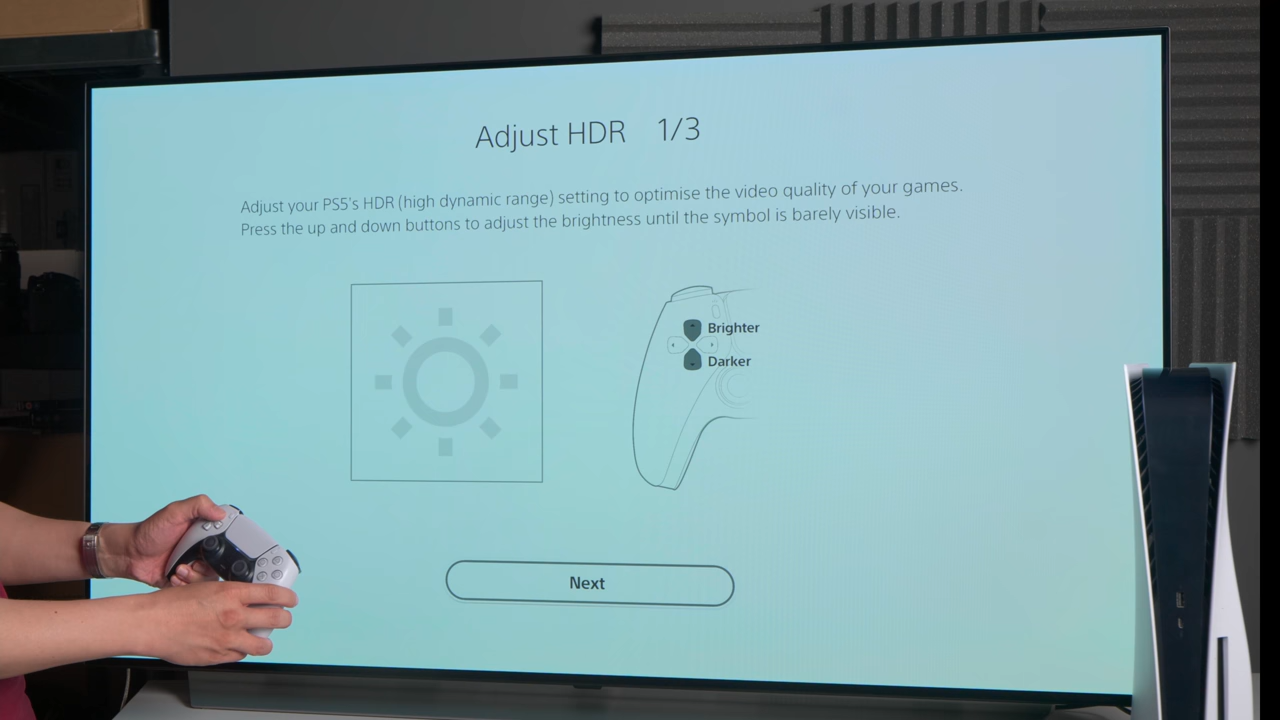 Adjust HDR 1/3
Adjust your PS5's HDR (high dynamic range) setting to optimise the video quality of your games.
Press the up and down buttons to adjust the brightness until the symbol is barely visible.
Brighter
Darker
Next